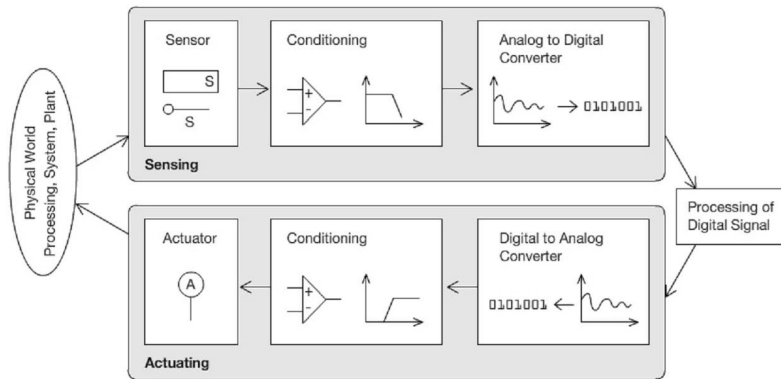 Physical World
Processing, System, Plant
Sensor
S
S
Conditioning
+
−
Analog to Digital
Converter
0101001
Sensing
Processing of
Digital Signal
Actuator
A
Conditioning
+
−
Digital to Analog
Converter
0101001
Actuating